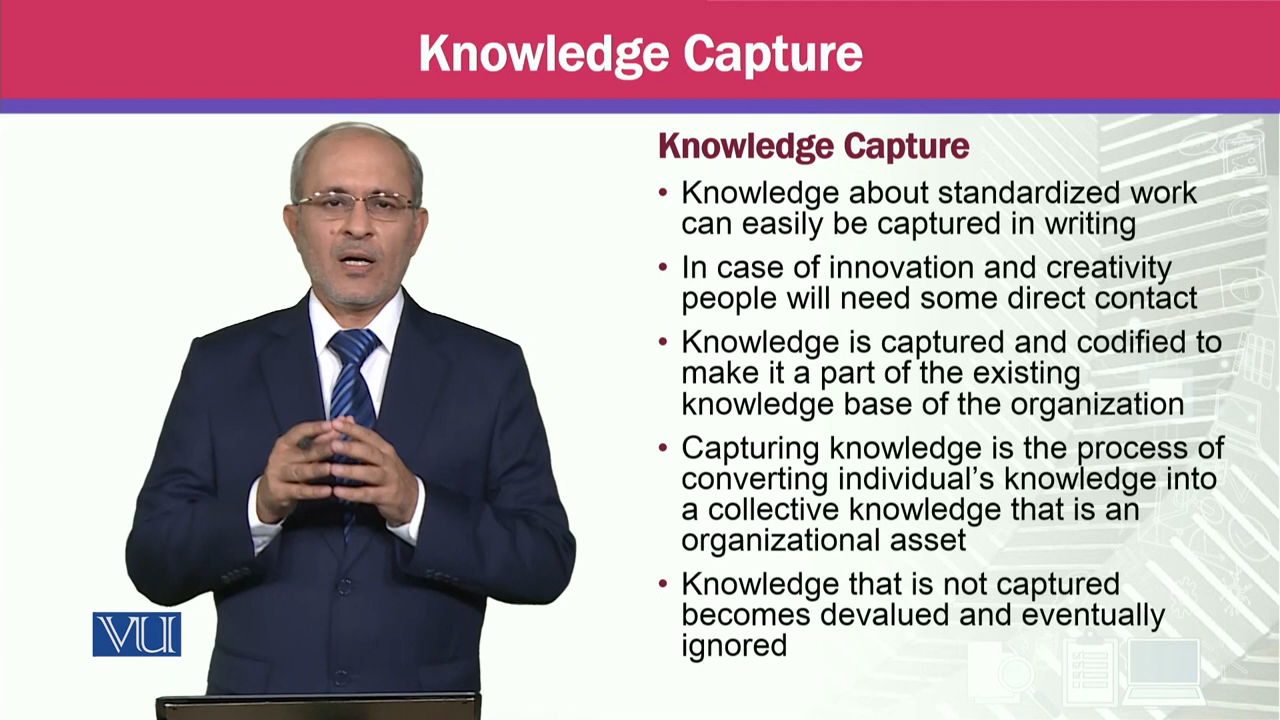 Knowledge Capture
Knowledge Capture
• Knowledge about standardized work
can easily be captured in writing
• In case of innovation and creativity
people will need some direct contact
• Knowledge is captured and codified to
make it a part of the existing
knowledge base of the organization
• Capturing knowledge is the process of
converting individual's knowledge into
a collective knowledge that is an
organizational asset
• Knowledge that is not captured
becomes devalued and eventually
ignored
VU